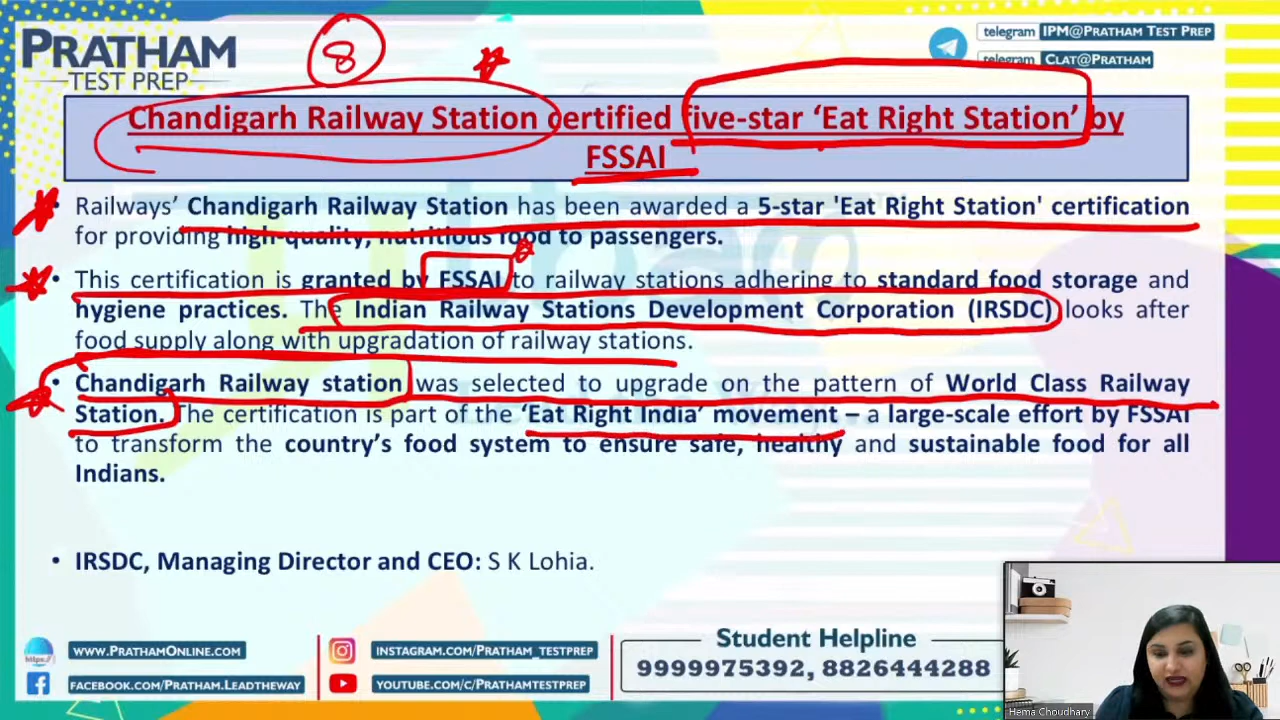 PRATHAM
TEST PREP
8
telegram IPM@PRATHAM TEST PREP
telegram CLAT@PRATHAM
Chandigarh Railway Station certified five-star ‘Eat Right Station’ by
FSSAI
• Railways’ Chandigarh Railway Station has been awarded a 5-star 'Eat Right Station' certification
for providing high-quality, nutritious food to passengers.
• This certification is granted by FSSAI to railway stations adhering to standard food storage and
hygiene practices. The Indian Railway Stations Development Corporation (IRSDC) looks after
food supply along with upgradation of railway stations.
• Chandigarh Railway station was selected to upgrade on the pattern of World Class Railway
Station. The certification is part of the ‘Eat Right India’ movement – a large-scale effort by FSSAI
to transform the country’s food system to ensure safe, healthy and sustainable food for all
Indians.
• IRSDC, Managing Director and CEO: S K Lohia.
https://
WWW.PRATHAMONLINE.COM
FACEBOOK.COM/PRATHAM.LEADTHEWAY
INSTAGRAM.COM/PRATHAM_TESTPREP
YOUTUBE.COM/C/PRATHAMTESTPREP
Student Helpline
9999975392, 8826444288
Hema Choudhary